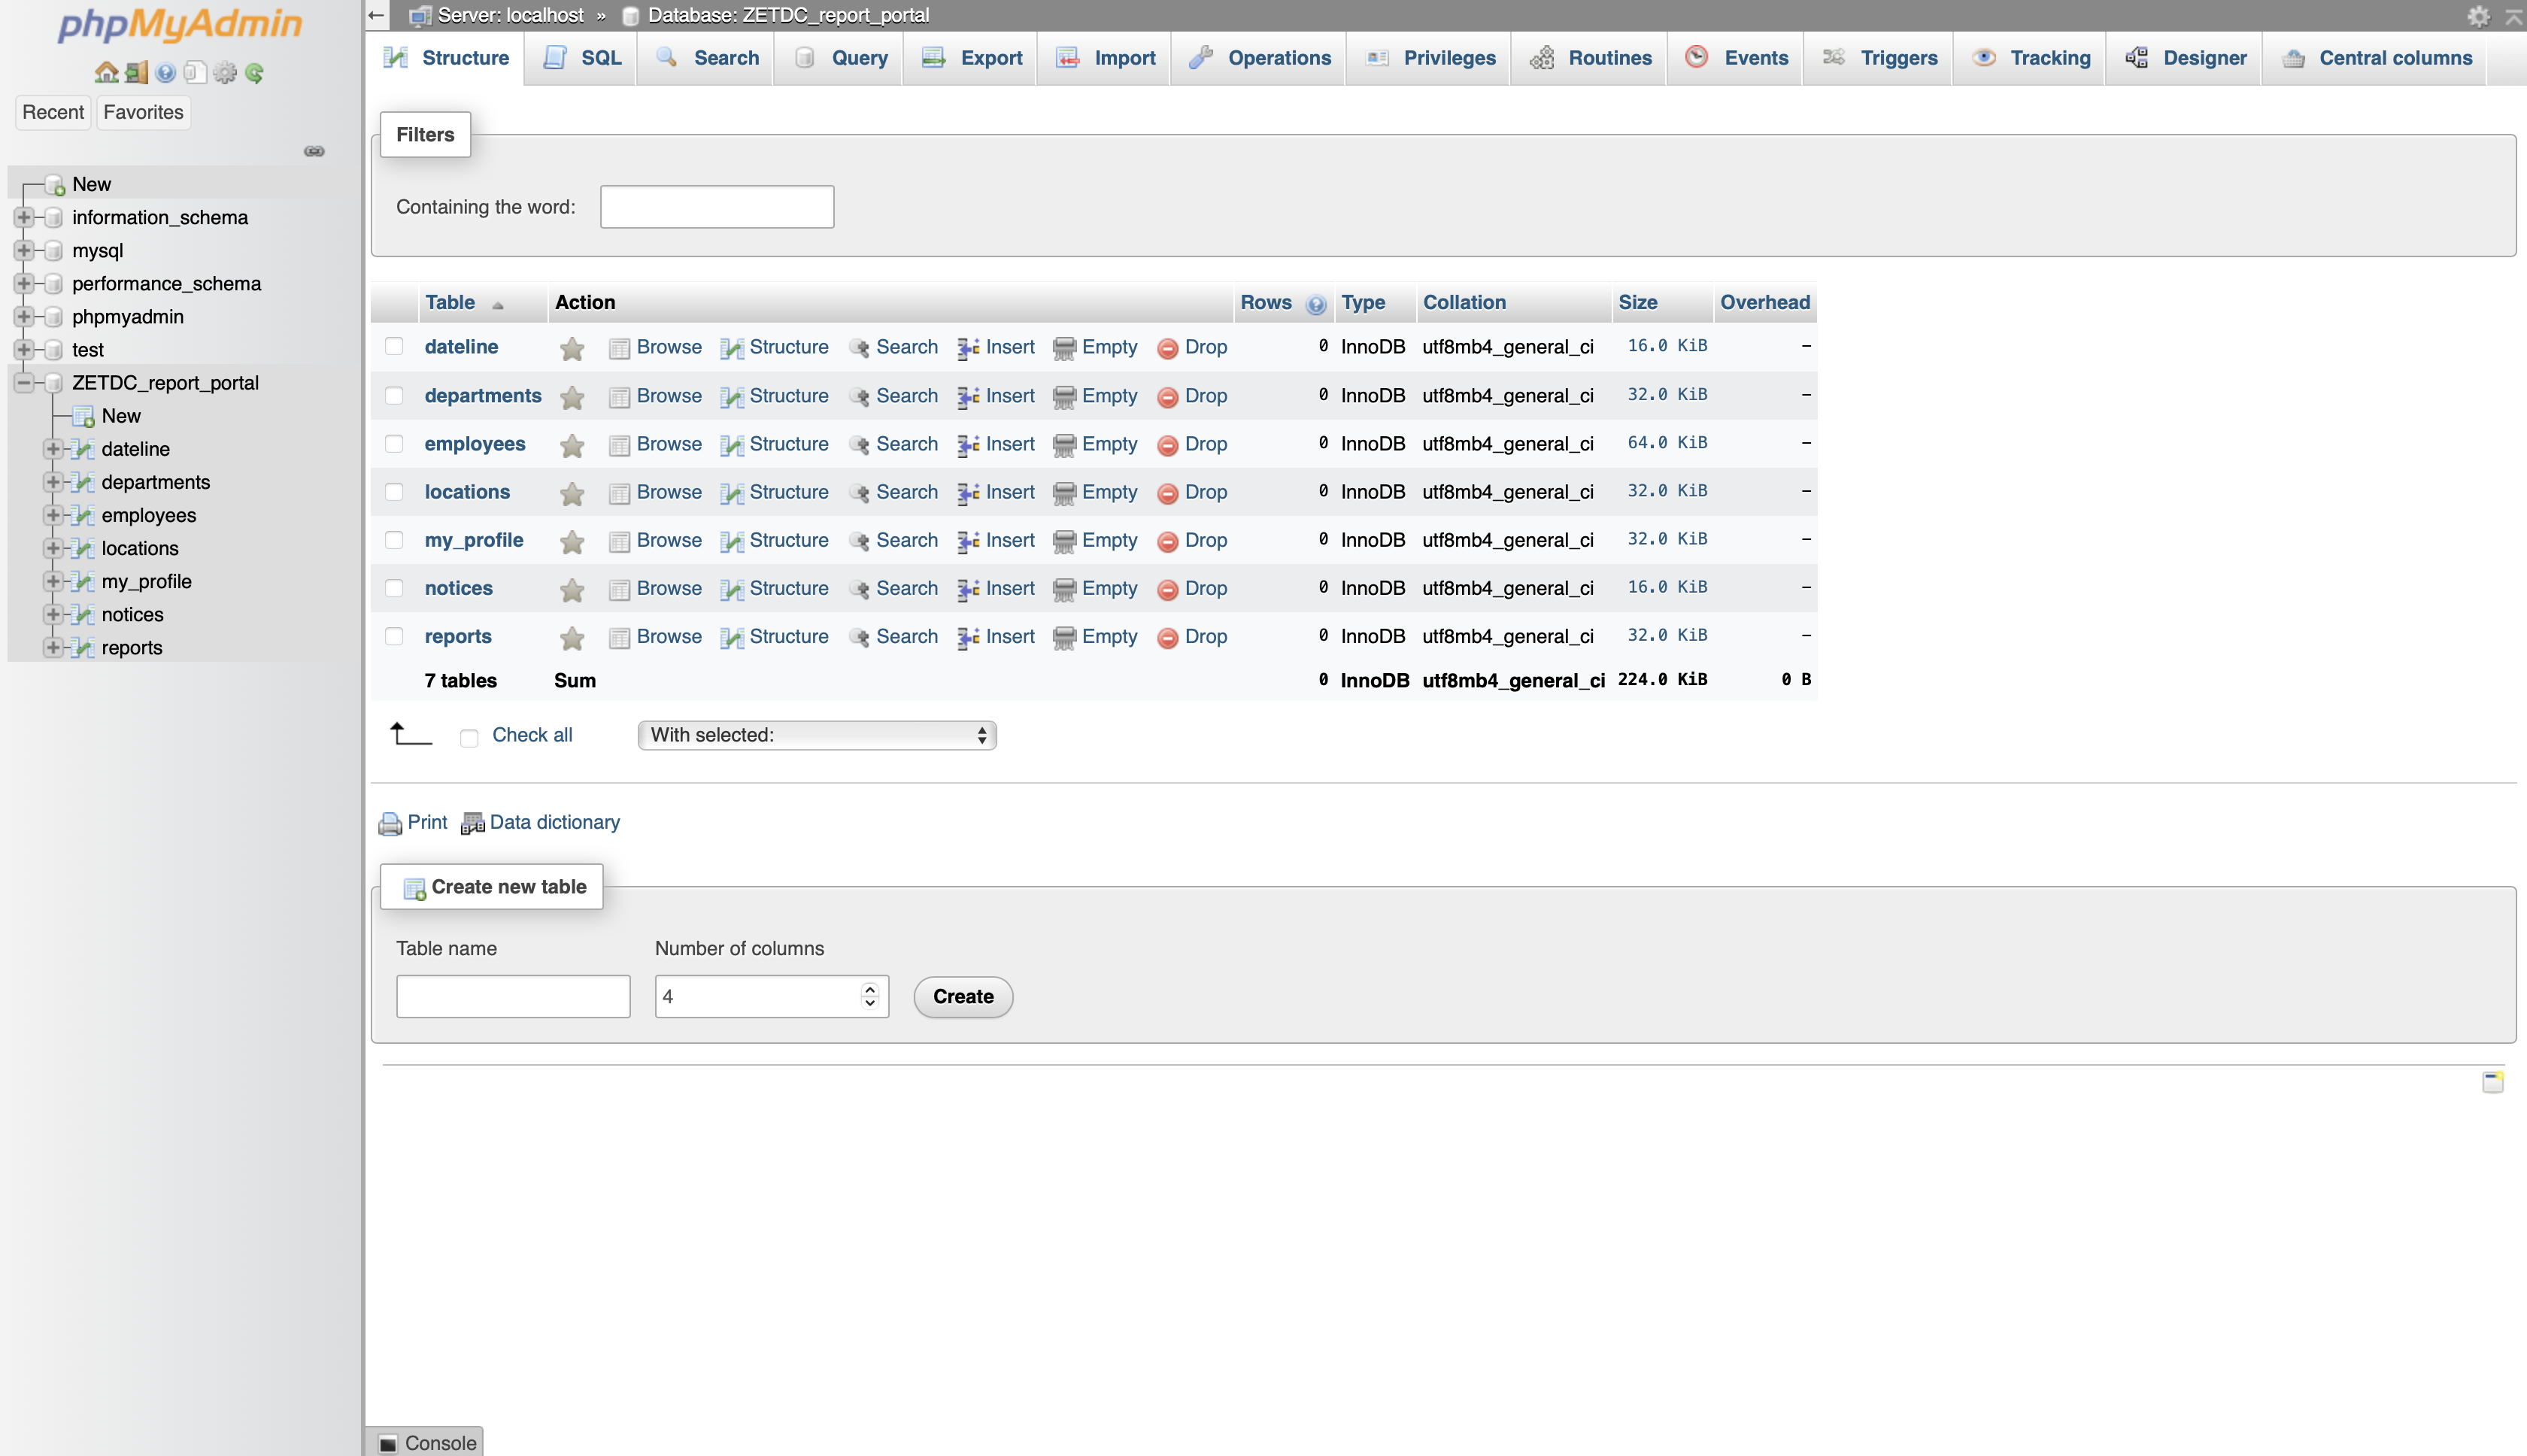 phpMyAdmin
Recent Favorites
New
information_schema
mysql
performance_schema
phpmyadmin
test
ZETDC_report_portal
New
dateline
departments
employees
locations
my_profile
notices
reports
Server: localhost » Database: ZETDC_report_portal
Structure SQL Search Query Export Import Operations Privileges Routines Events Triggers Tracking Designer Central columns
Filters
Containing the word:
Table Action Rows Type Collation Size Overhead
dateline Browse Structure Search Insert Empty Drop 0 InnoDB utf8mb4_general_ci 16.0 KiB –
departments Browse Structure Search Insert Empty Drop 0 InnoDB utf8mb4_general_ci 32.0 KiB –
employees Browse Structure Search Insert Empty Drop 0 InnoDB utf8mb4_general_ci 64.0 KiB –
locations Browse Structure Search Insert Empty Drop 0 InnoDB utf8mb4_general_ci 32.0 KiB –
my_profile Browse Structure Search Insert Empty Drop 0 InnoDB utf8mb4_general_ci 32.0 KiB –
notices Browse Structure Search Insert Empty Drop 0 InnoDB utf8mb4_general_ci 16.0 KiB –
reports Browse Structure Search Insert Empty Drop 0 InnoDB utf8mb4_general_ci 32.0 KiB –
7 tables Sum 0 InnoDB utf8mb4_general_ci 224.0 KiB 0 B
Check all With selected:
Print Data dictionary
Create new table
Table name Number of columns
4 Create
Console